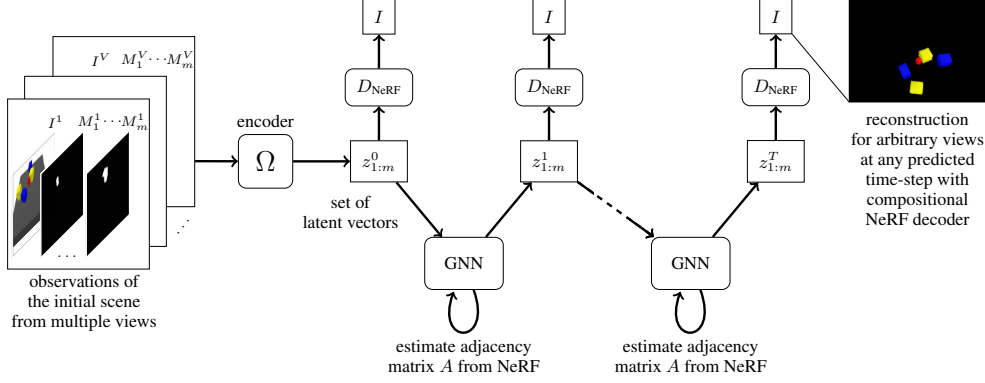 I I I
I^V M_1^V ··· M_m^V
D_NeRF D_NeRF D_NeRF
I^1 M_1^1 ··· M_m^1
encoder
Ω
z_{1:m}^0 z_{1:m}^1 z_{1:m}^T
set of
latent vectors
...
GNN GNN
observations of
the initial scene
from multiple views
estimate adjacency
matrix A from NeRF
estimate adjacency
matrix A from NeRF
reconstruction
for arbitrary views
at any predicted
time-step with
compositional
NeRF decoder